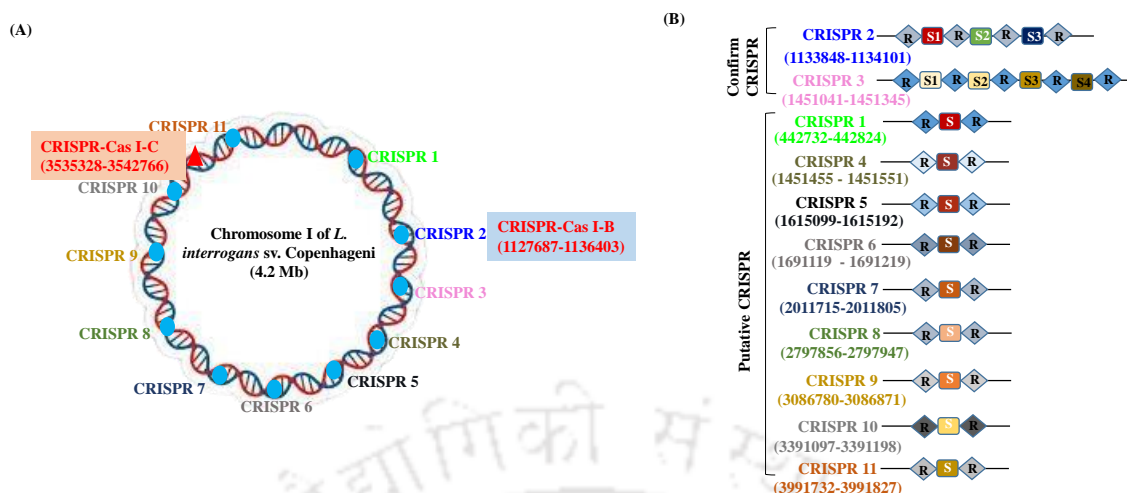 (A)
CRISPR 11
CRISPR-Cas I-C
(3535328-3542766)
CRISPR 10
CRISPR 1
Chromosome I of L.
interrogans sv. Copenhageni
(4.2 Mb)
CRISPR 2
CRISPR-Cas I-B
(1127687-1136403)
CRISPR 9
CRISPR 3
CRISPR 8
CRISPR 4
CRISPR 7
CRISPR 5
CRISPR 6
(B)
Confirm
CRISPR
CRISPR 2
(1133848-1134101)
R S1 R S2 R S3 R
CRISPR 3
(1451041-1451345)
R S1 R S2 R S3 R S4 R
Putative CRISPR
CRISPR 1
(442732-442824)
R S R
CRISPR 4
(1451455 - 1451551)
R S R
CRISPR 5
(1615099-1615192)
R S R
CRISPR 6
(1691119 - 1691219)
R S R
CRISPR 7
(2011715-2011805)
R S R
CRISPR 8
(2797856-2797947)
R S R
CRISPR 9
(3086780-3086871)
R S R
CRISPR 10
(3391097-3391198)
R S R
CRISPR 11
(3991732-3991827)
R S R